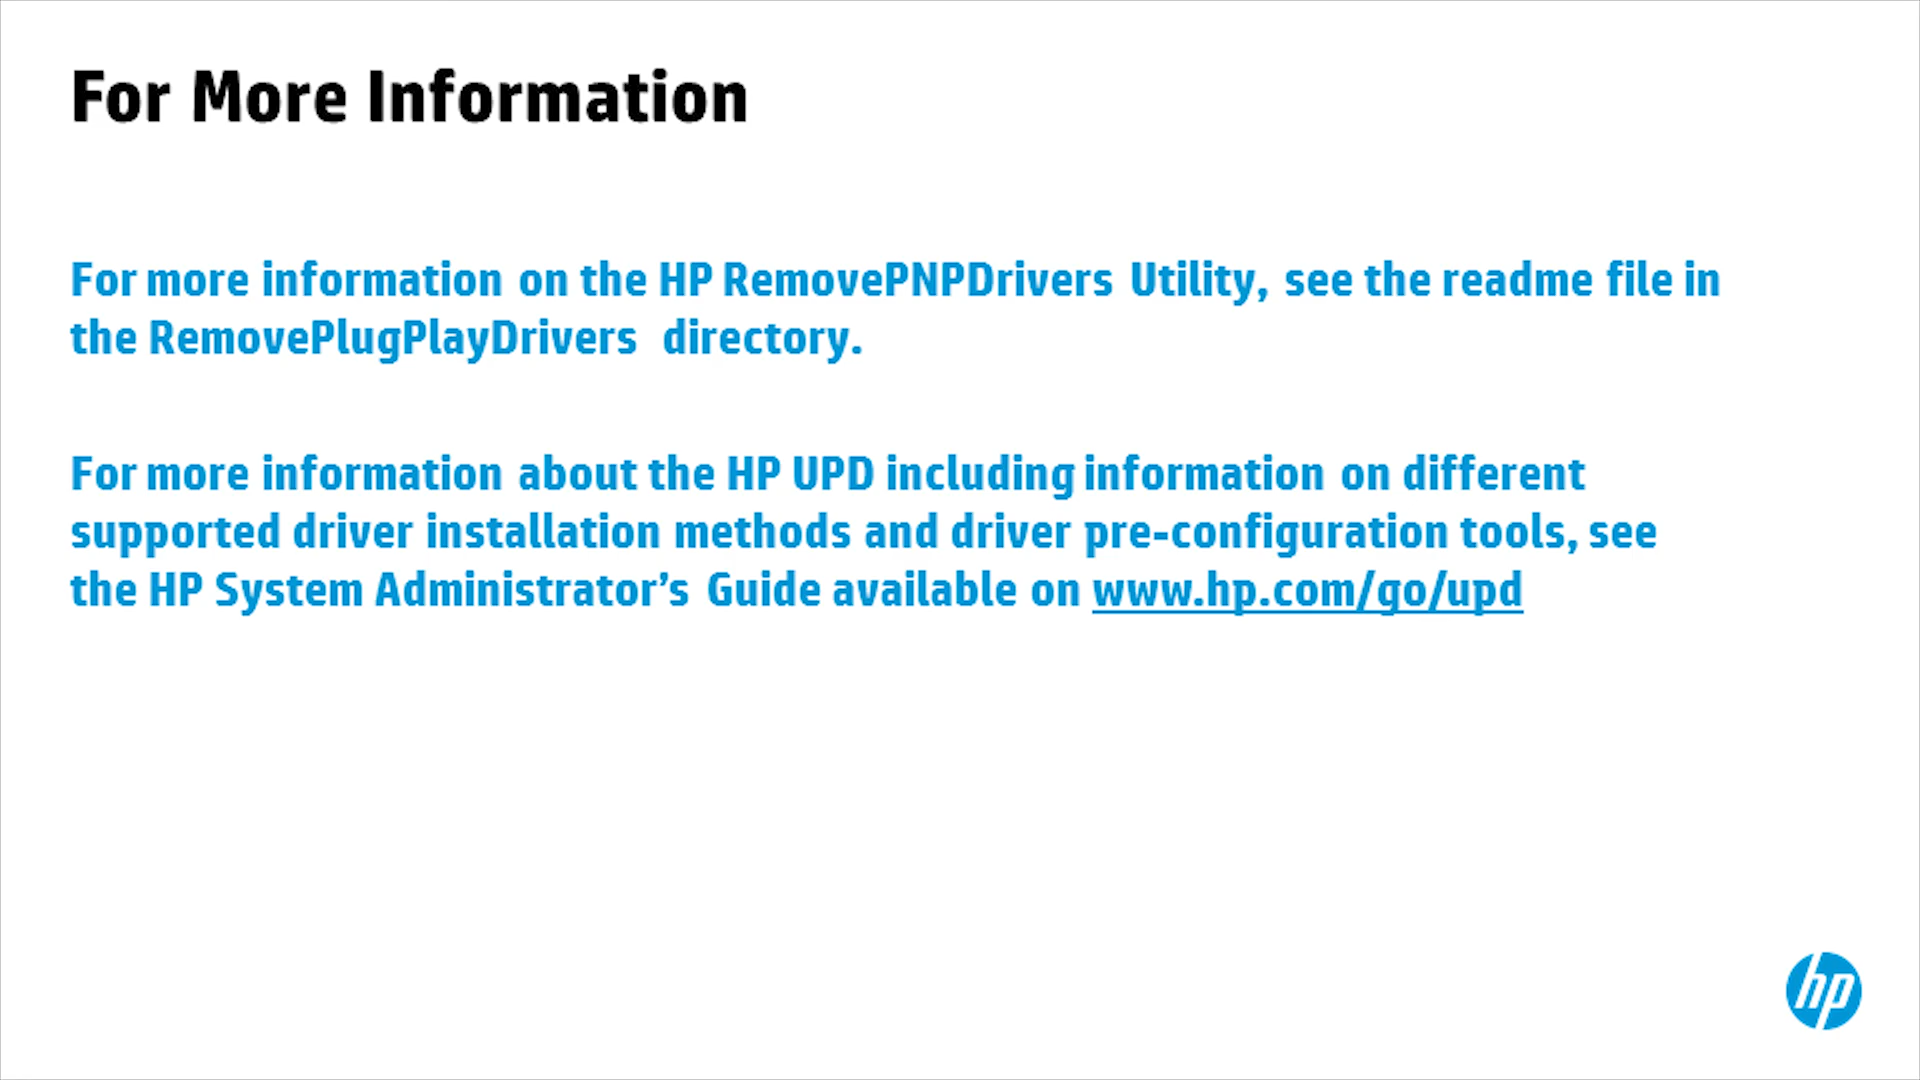 For More Information
For more information on the HP RemovePNPDrivers Utility, see the readme file in
the RemovePlugPlayDrivers directory.
For more information about the HP UPD including information on different
supported driver installation methods and driver pre-configuration tools, see
the HP System Administrator’s Guide available on www.hp.com/go/upd
hp